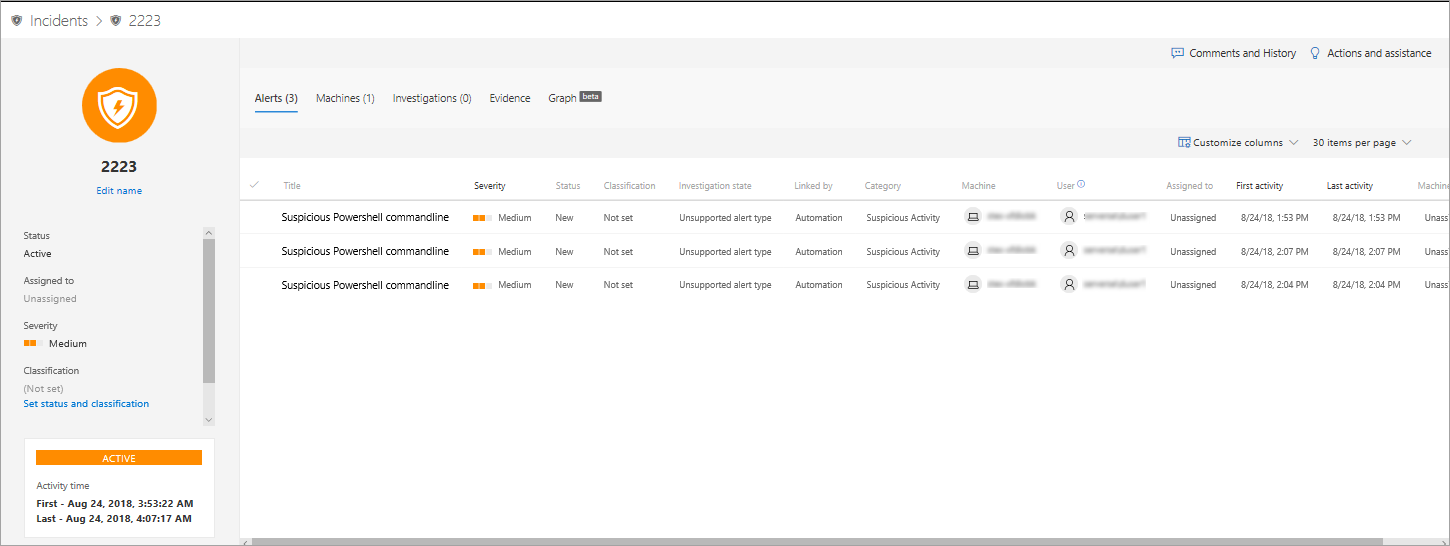 Incidents > 2223
Comments and History Actions and assistance
2223
Edit name
Status
Active
Assigned to
Unassigned
Severity
Medium
Classification
(Not set)
Set status and classification
ACTIVE
Activity time
First - Aug 24, 2018, 3:53:22 AM
Last - Aug 24, 2018, 4:07:17 AM
Alerts (3) Machines (1) Investigations (0) Evidence Graph beta
Customize columns 30 items per page
Title Severity Status Classification Investigation state Linked by Category Machine User Assigned to First activity Last activity Machine
Suspicious Powershell commandline Medium New Not set Unsupported alert type Automation Suspicious Activity Unassigned 8/24/18, 1:53 PM 8/24/18, 1:53 PM Unass
Suspicious Powershell commandline Medium New Not set Unsupported alert type Automation Suspicious Activity Unassigned 8/24/18, 2:07 PM 8/24/18, 2:07 PM Unass
Suspicious Powershell commandline Medium New Not set Unsupported alert type Automation Suspicious Activity Unassigned 8/24/18, 2:04 PM 8/24/18, 2:04 PM Unass